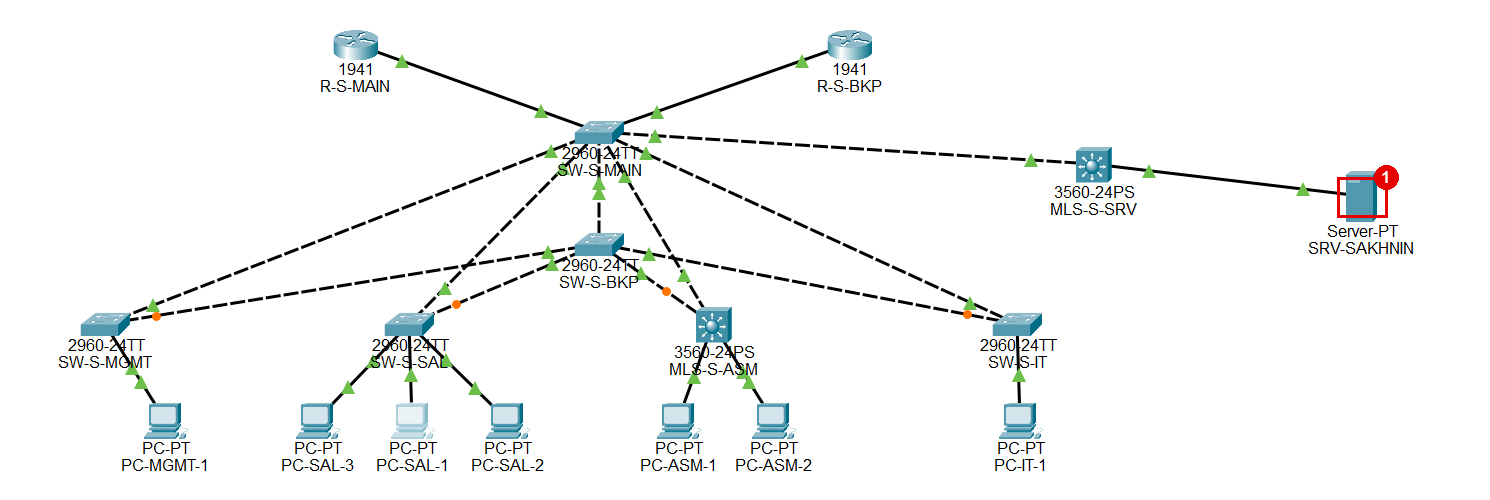 1941
R-S-MAIN
1941
R-S-BKP
2960-24TT
SW-S-MAIN
3560-24PS
MLS-S-SRV
1
Server-PT
SRV-SAKHNIN
2960-24TT
SW-S-BKP
2960-24TT
SW-S-MGMT
2960-24TT
SW-S-SAL
3560-24PS
MLS-S-ASM
2960-24TT
SW-S-IT
PC-PT
PC-MGMT-1
PC-PT
PC-SAL-3
PC-PT
PC-SAL-1
PC-PT
PC-SAL-2
PC-PT
PC-ASM-1
PC-PT
PC-ASM-2
PC-PT
PC-IT-1